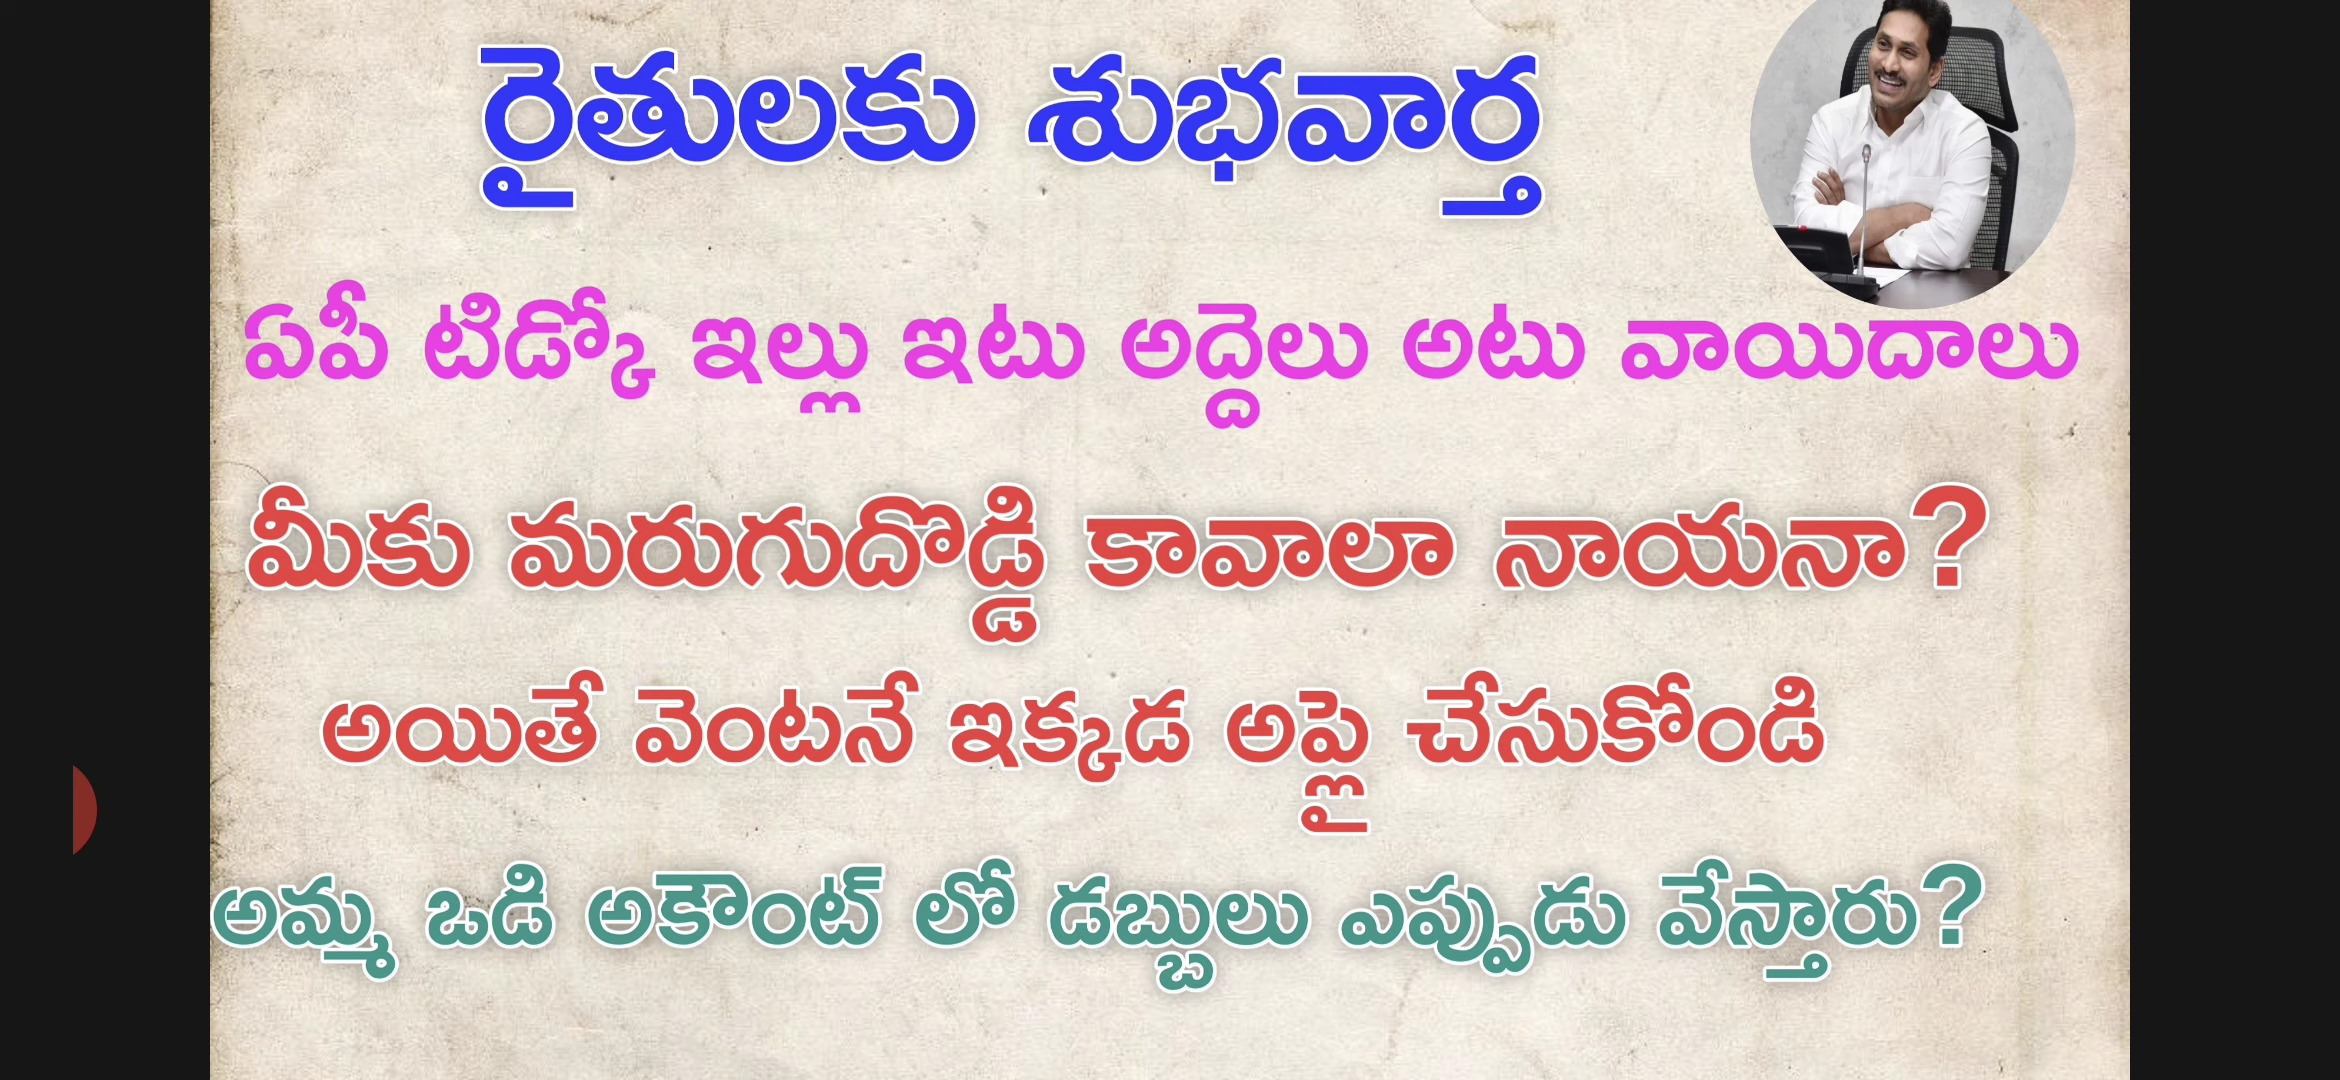 రైతులకు శుభవార్త
ఏపీ టిడ్కో ఇల్లు ఇటు అద్దెలు అటు వాయిదాలు
మీకు మరుగుదొడ్డి కావాలా నాయనా?
అయితే వెంటనే ఇక్కడ అప్లై చేసుకోండి
అమ్మ ఒడి అకౌంట్ లో డబ్బులు ఎప్పుడు వేస్తారు?